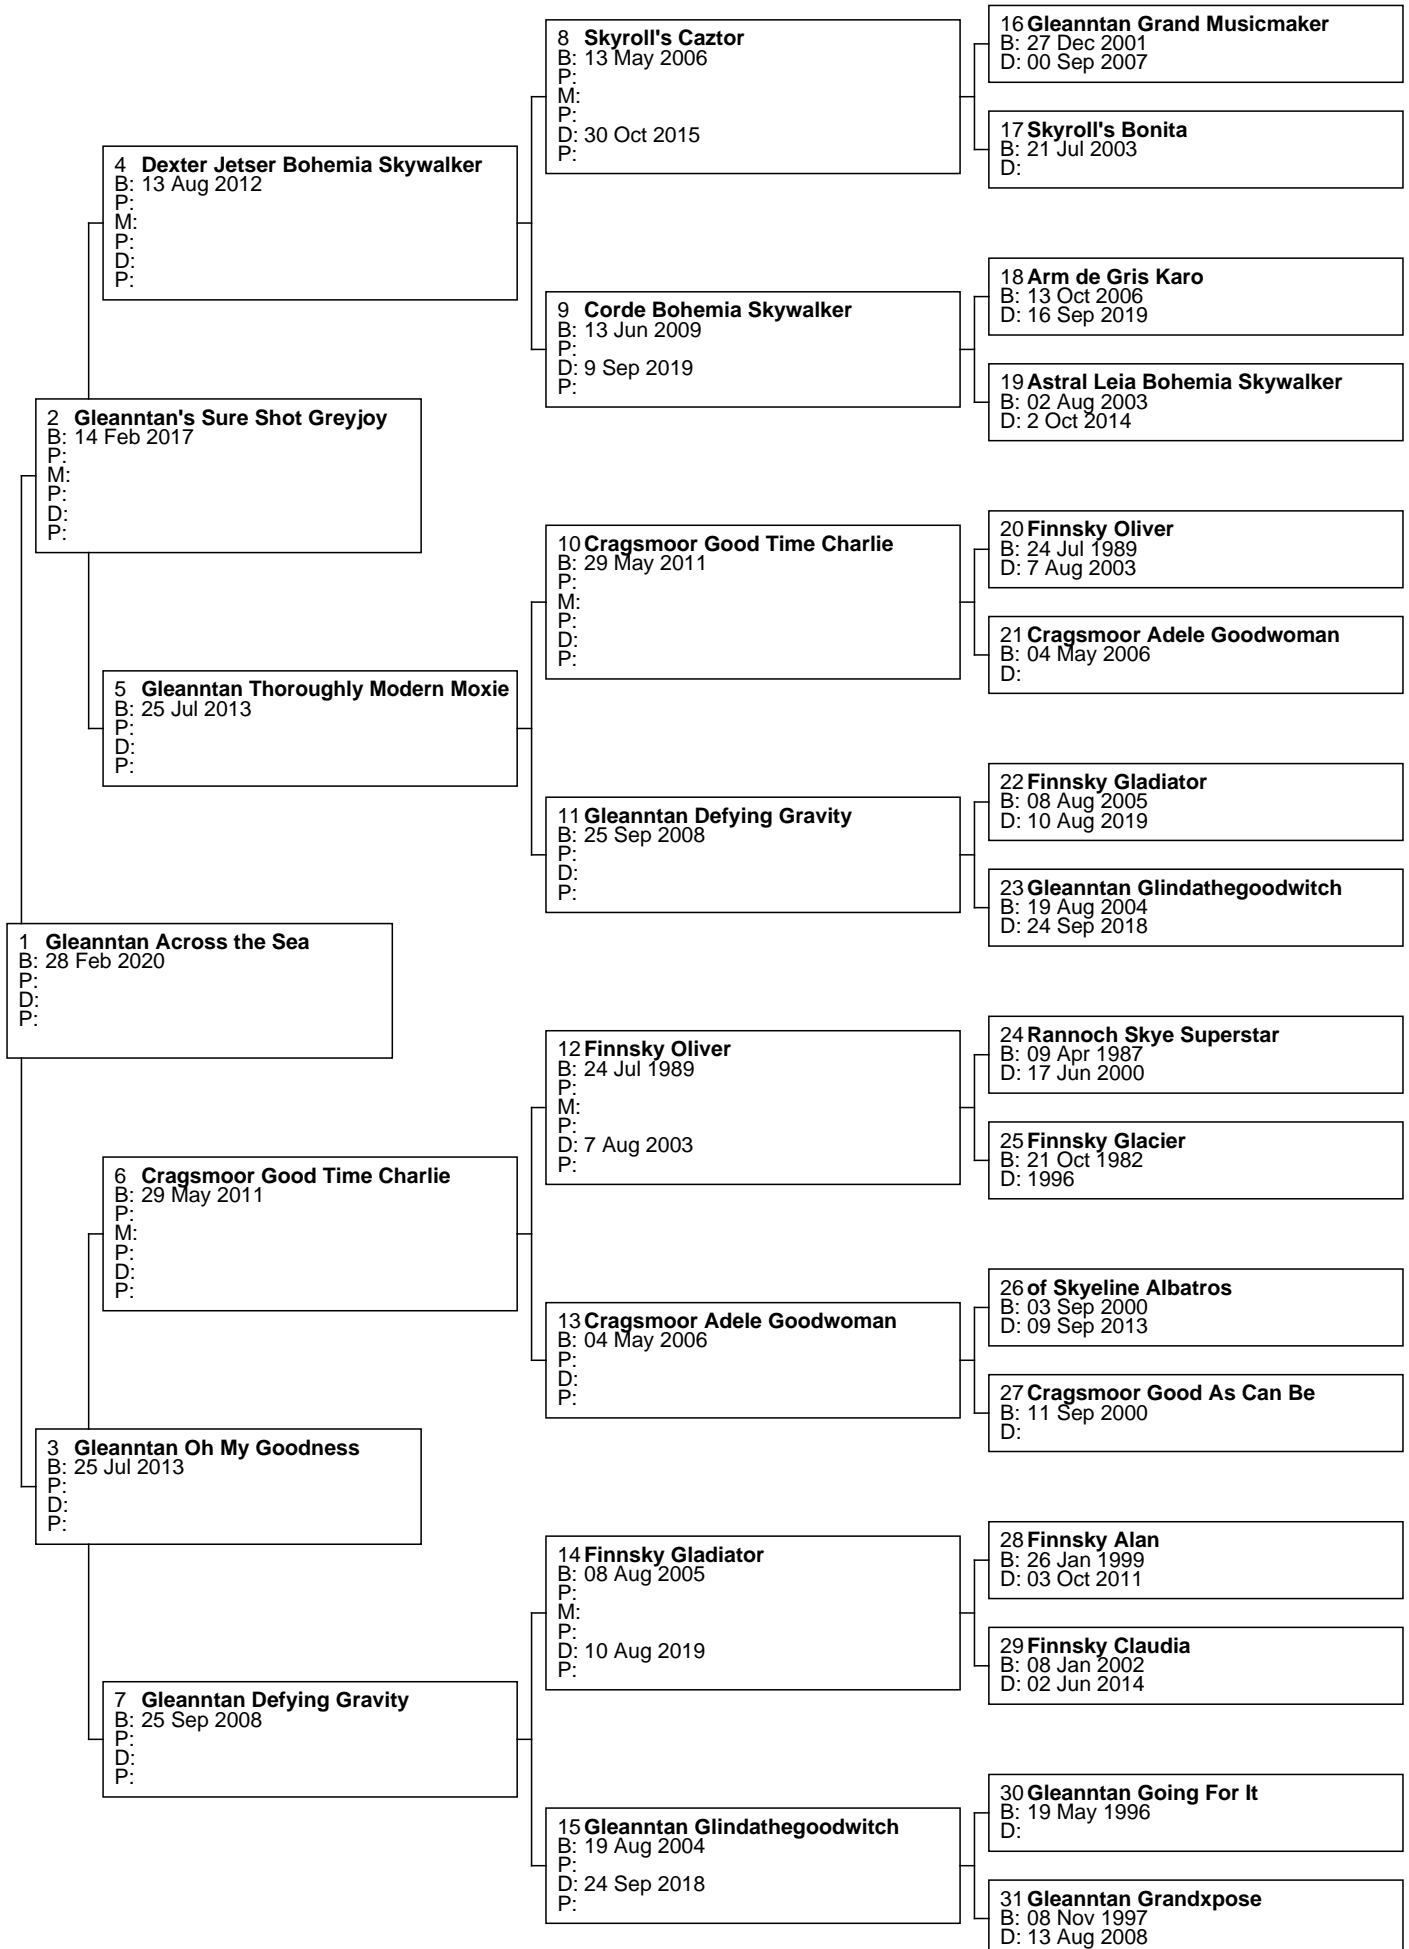 8 Skyroll's Caztor
B: 13 May 2006
P:
M:
P:
D: 30 Oct 2015
P:
16 Gleanntan Grand Musicmaker
B: 27 Dec 2001
D: 00 Sep 2007
17 Skyroll's Bonita
B: 21 Jul 2003
D:
4 Dexter Jetser Bohemia Skywalker
B: 13 Aug 2012
P:
M:
P:
D:
P:
9 Corde Bohemia Skywalker
B: 13 Jun 2009
P:
D: 9 Sep 2019
P:
18 Arm de Gris Karo
B: 13 Oct 2006
D: 16 Sep 2019
19 Astral Leia Bohemia Skywalker
B: 02 Aug 2003
D: 2 Oct 2014
2 Gleanntan's Sure Shot Greyjoy
B: 14 Feb 2017
P:
M:
P:
D:
P:
10 Cragsmoor Good Time Charlie
B: 29 May 2011
P:
M:
P:
D:
P:
20 Finnsky Oliver
B: 24 Jul 1989
D: 7 Aug 2003
21 Cragsmoor Adele Goodwoman
B: 04 May 2006
D:
5 Gleanntan Thoroughly Modern Moxie
B: 25 Jul 2013
P:
D:
P:
11 Gleanntan Defying Gravity
B: 25 Sep 2008
P:
D:
P:
22 Finnsky Gladiator
B: 08 Aug 2005
D: 10 Aug 2019
23 Gleanntan Glindathegoodwitch
B: 19 Aug 2004
D: 24 Sep 2018
1 Gleanntan Across the Sea
B: 28 Feb 2020
P:
D:
P:
12 Finnsky Oliver
B: 24 Jul 1989
P:
M:
P:
D: 7 Aug 2003
P:
24 Rannoch Skye Superstar
B: 09 Apr 1987
D: 17 Jun 2000
25 Finnsky Glacier
B: 21 Oct 1982
D: 1996
6 Cragsmoor Good Time Charlie
B: 29 May 2011
P:
M:
P:
D:
P:
13 Cragsmoor Adele Goodwoman
B: 04 May 2006
P:
D:
P:
26 of Skyeline Albatros
B: 03 Sep 2000
D: 09 Sep 2013
27 Cragsmoor Good As Can Be
B: 11 Sep 2000
D:
3 Gleanntan Oh My Goodness
B: 25 Jul 2013
P:
D:
P:
14 Finnsky Gladiator
B: 08 Aug 2005
P:
M:
P:
D: 10 Aug 2019
P:
28 Finnsky Alan
B: 26 Jan 1999
D: 03 Oct 2011
29 Finnsky Claudia
B: 08 Jan 2002
D: 02 Jun 2014
7 Gleanntan Defying Gravity
B: 25 Sep 2008
P:
D:
P:
15 Gleanntan Glindathegoodwitch
B: 19 Aug 2004
P:
D: 24 Sep 2018
P:
30 Gleanntan Going For It
B: 19 May 1996
D:
31 Gleanntan Grandxpose
B: 08 Nov 1997
D: 13 Aug 2008